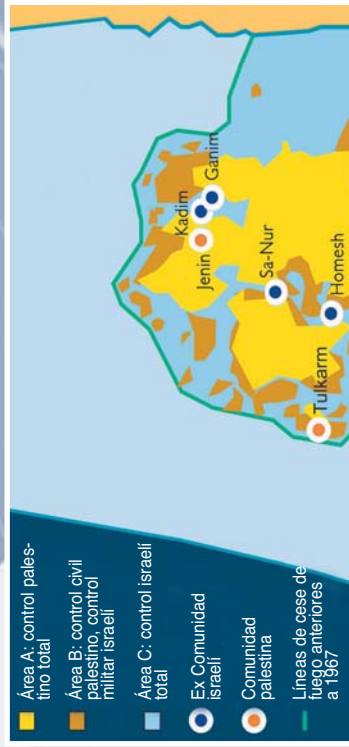 Área A: control pales-
tino total
Área B: control civil
palestino, control
militar israelí
Área C: control israelí
total
Ex Comunidad
israelí
Comunidad
palestina
Líneas de cese de
fuego anteriores
a 1967
Kadim
Ganim
Jenin
Sa-Nur
Homesh
Tulkarm